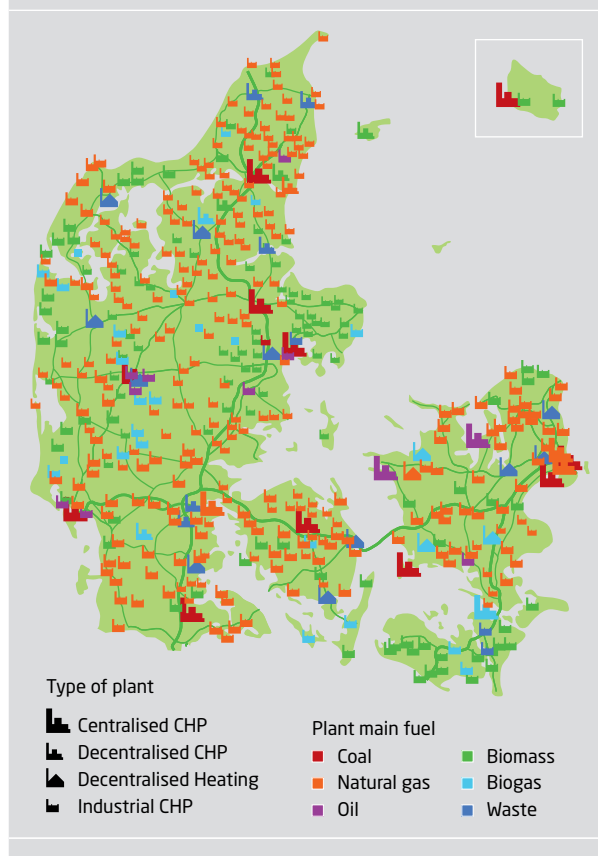 Type of plant
Centralised CHP
Decentralised CHP
Decentralised Heating
Industrial CHP
Plant main fuel
Coal
Natural gas
Oil
Biomass
Biogas
Waste